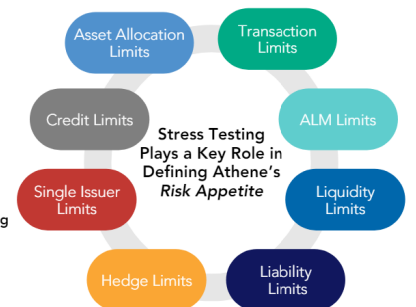 Asset Allocation
Limits
Transaction
Limits
Credit Limits
ALM Limits
Stress Testing
Plays a Key Role in
Defining Athene's
Risk Appetite
Single Issuer
Limits
Liquidity
Limits
g
Hedge Limits
Liability
Limits